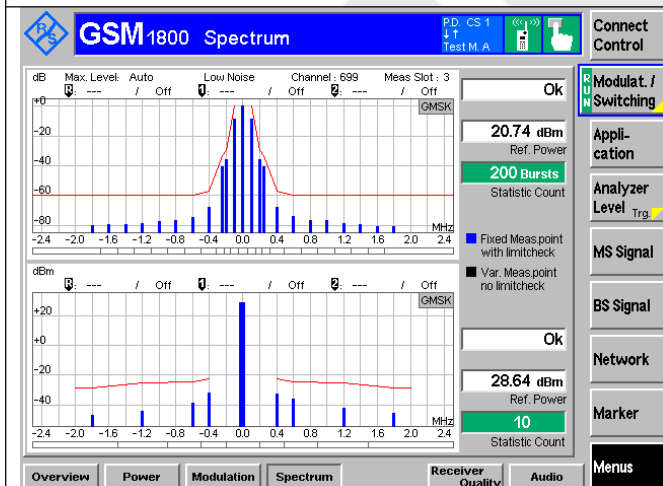 R S GSM 1800 Spectrum
P.D. CS 1
Test M. A
Connect Control
dB Max. Level: Auto Low Noise Channel : 699 Meas Slot : 3
R: --- / Off 1: --- / Off 2: --- / Off
GMSK
+0
-20
-40
-60
-80
MHz
-2.4 -2.0 -1.6 -1.2 -0.8 -0.4 0.0 0.4 0.8 1.2 1.6 2.0 2.4
Ok
20.74 dBm
Ref. Power
200 Bursts
Statistic Count
Fixed Meas.point
with limitcheck
Var. Meas.point
no limitcheck
dBm
R: --- / Off 1: --- / Off 2: --- / Off
GMSK
+20
+0
-20
-40
MHz
-2.4 -2.0 -1.6 -1.2 -0.8 -0.4 0.0 0.4 0.8 1.2 1.6 2.0 2.4
Ok
28.64 dBm
Ref. Power
10
Statistic Count
RUN
Modulat. /
Switching
Appli-
cation
Analyzer
Level Trg.
MS Signal
BS Signal
Network
Marker
Menus
Overview Power Modulation Spectrum Receiver Quality Audio